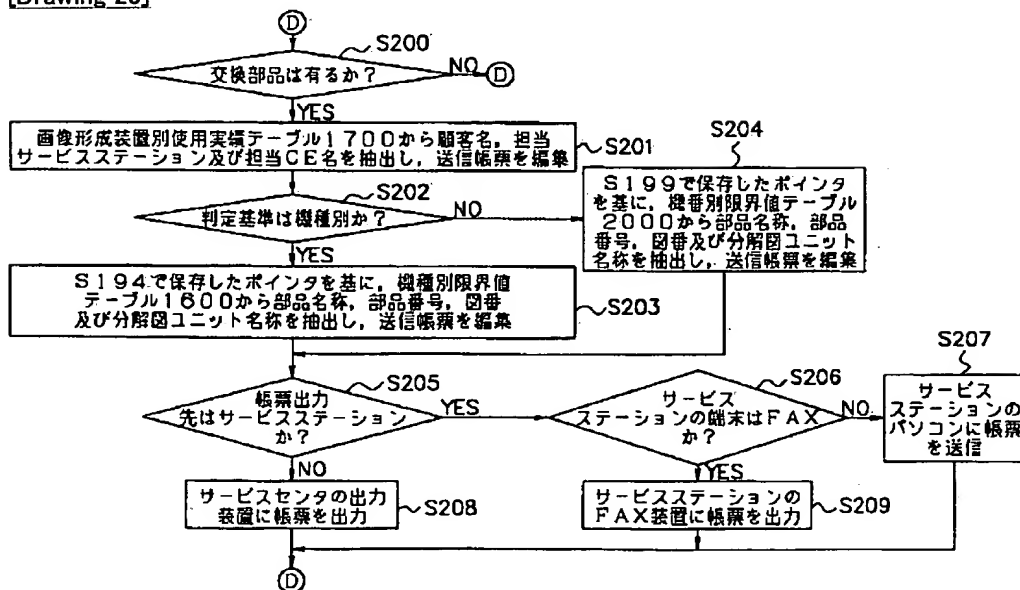 Ⓓ
S200
交換部品は有るか？
NO
Ⓓ
YES
画像形成装置別使用実績テーブル1700から顧客名，担当
サービスステーション及び担当CE名を抽出し，送信帳票を編集
S201
S204
S202
判定基準は機種別か？
NO
S199で保存したポインタ
を基に，機番別限界値テーブル
2000から部品名称，部品
番号，図番及び分解図ユニット
名称を抽出し，送信帳票を編集
YES
S194で保存したポインタを基に，機種別限界値
テーブル1600から部品名称，部品番号，図番
及び分解図ユニット名称を抽出し，送信帳票を編集
S203
S205
帳票出力
先はサービスステーション
か？
YES
S206
サービス
ステーションの端末はFAX
か？
NO
S207
サービス
ステーションの
パソコンに帳票
を送信
NO
サービスセンタの出力
装置に帳票を出力
S208
YES
サービスステーションの
FAX装置に帳票を出力
S209
Ⓓ